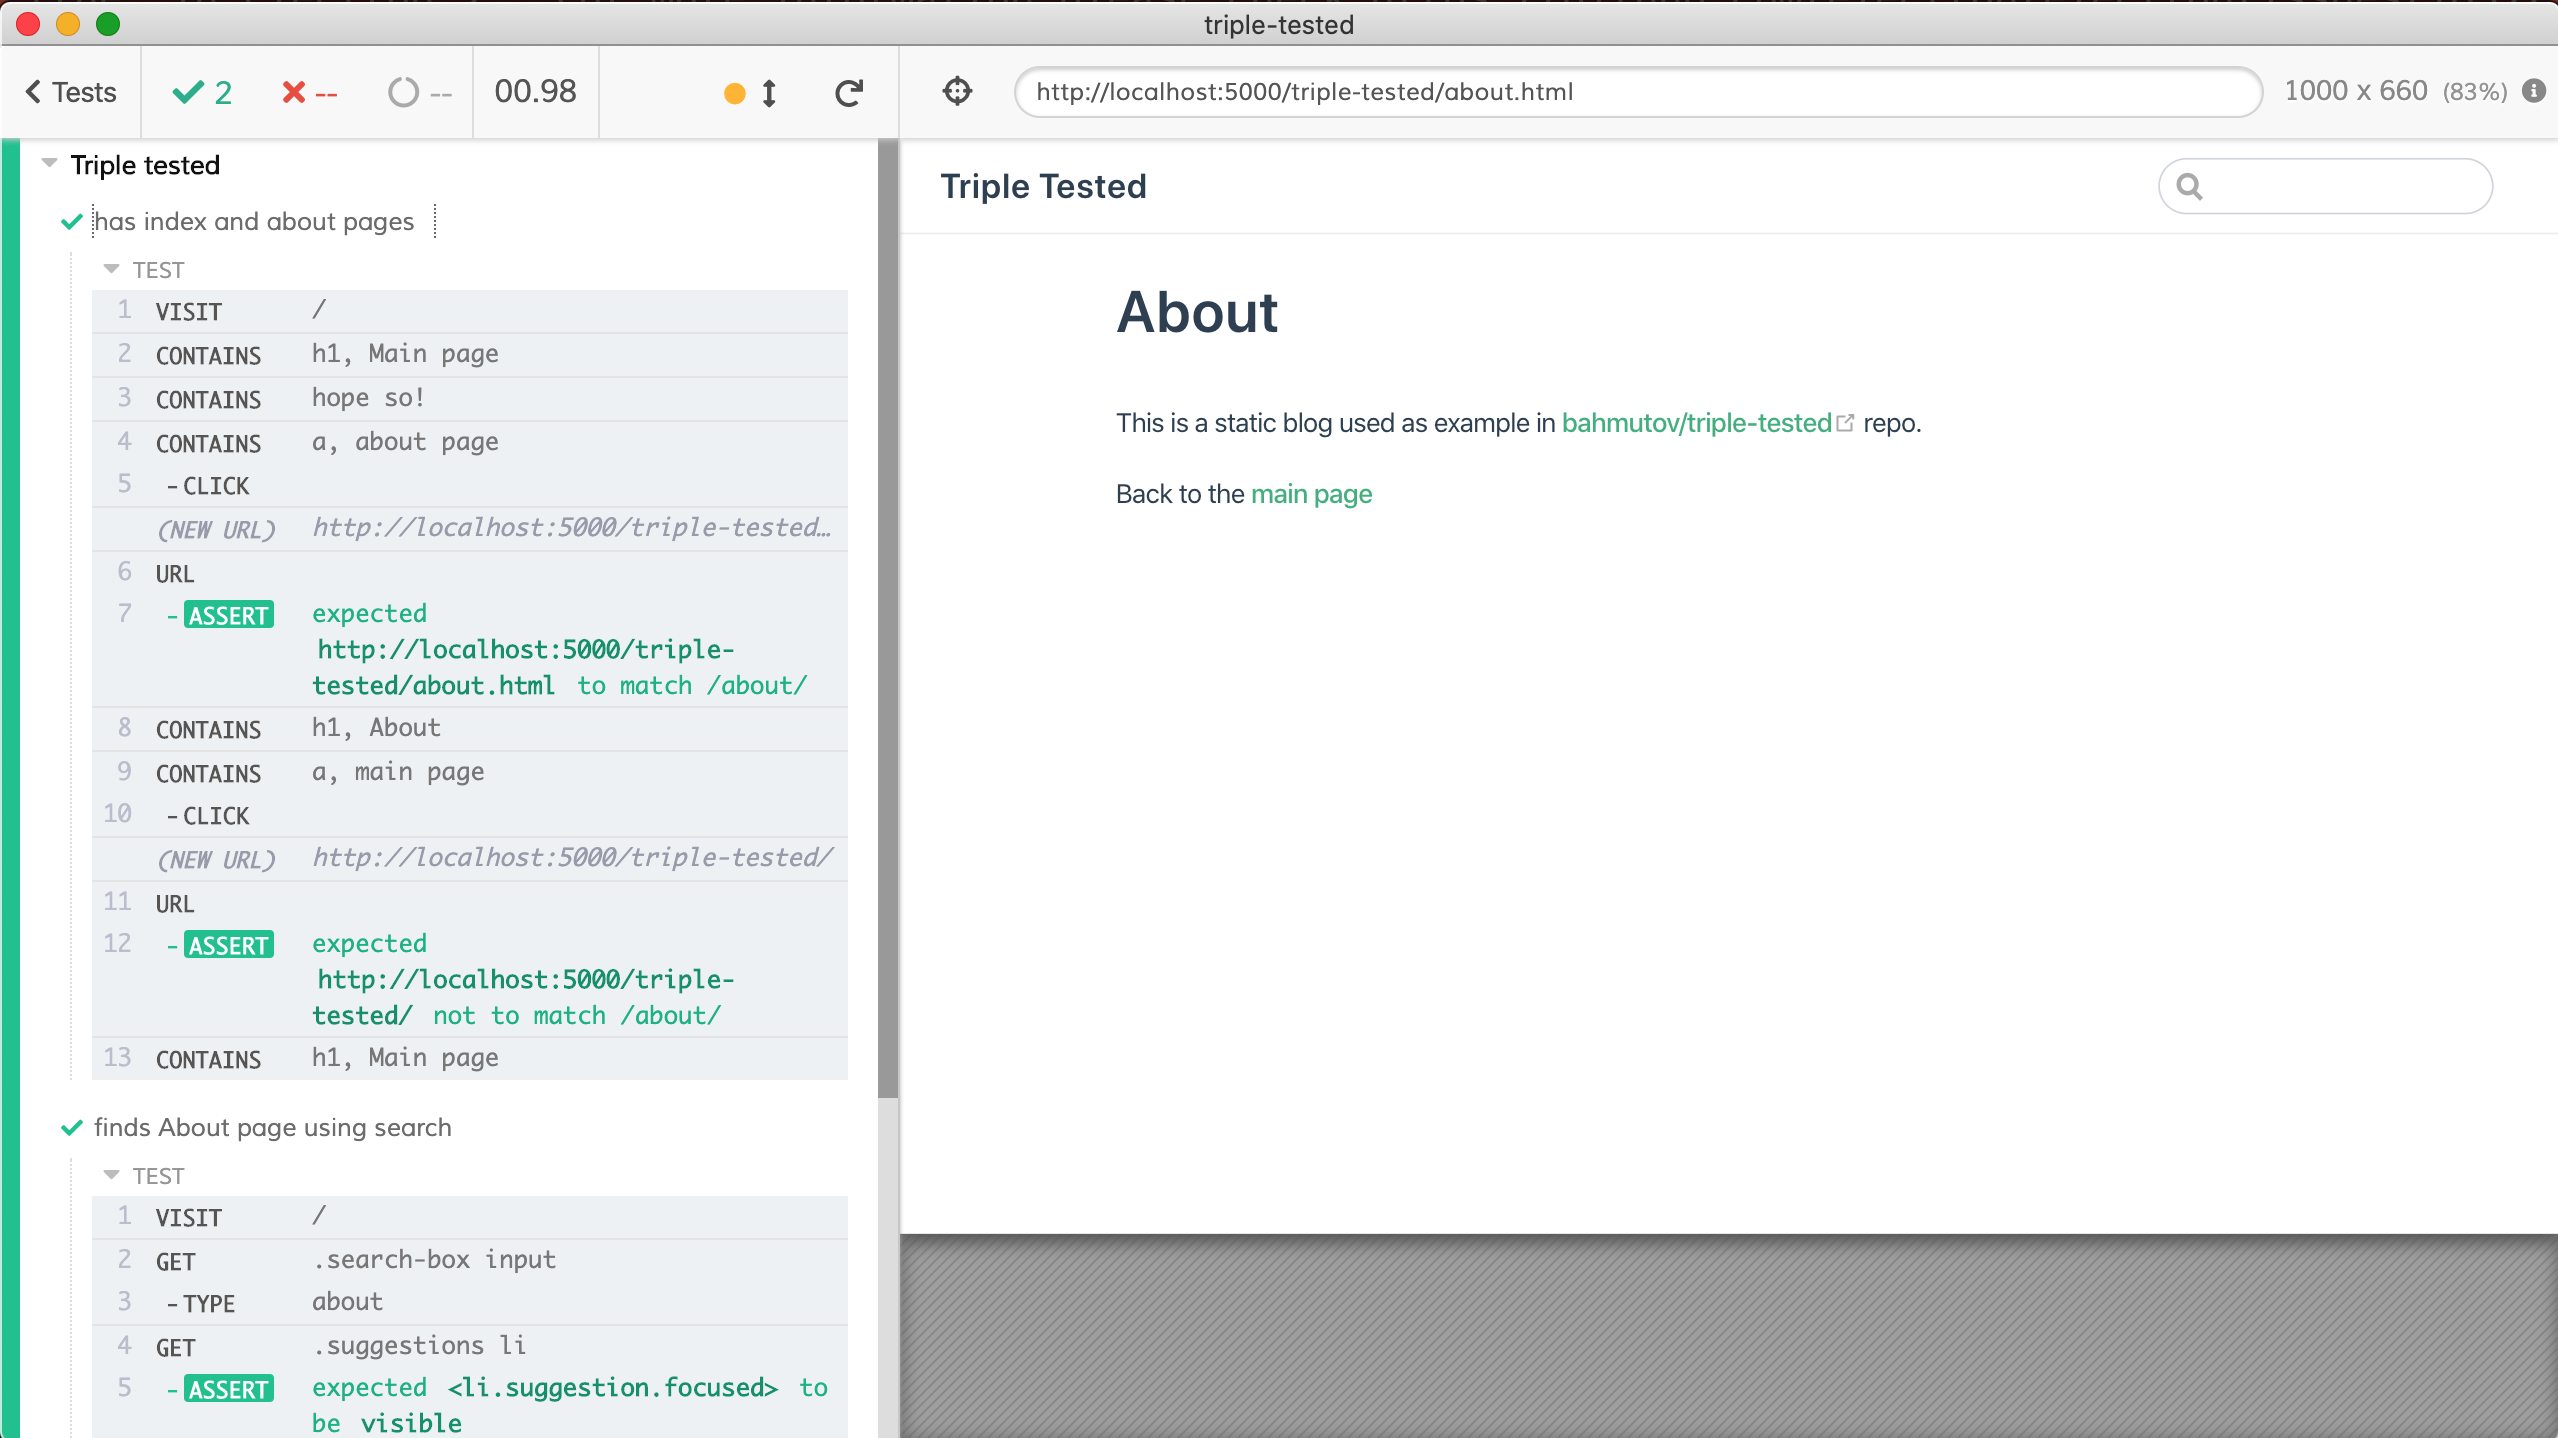 triple-tested
Tests
2
--
--
00.98
http://localhost:5000/triple-tested/about.html
1000 x 660 (83%)
Triple tested
has index and about pages
TEST
1 VISIT /
2 CONTAINS h1, Main page
3 CONTAINS hope so!
4 CONTAINS a, about page
5 -CLICK
(NEW URL) http://localhost:5000/triple-tested…
6 URL
7 -ASSERT expected
http://localhost:5000/triple-
tested/about.html to match /about/
8 CONTAINS h1, About
9 CONTAINS a, main page
10 -CLICK
(NEW URL) http://localhost:5000/triple-tested/
11 URL
12 -ASSERT expected
http://localhost:5000/triple-
tested/ not to match /about/
13 CONTAINS h1, Main page
finds About page using search
TEST
1 VISIT /
2 GET .search-box input
3 -TYPE about
4 GET .suggestions li
5 -ASSERT expected <li.suggestion.focused> to
be visible
Triple Tested
About
This is a static blog used as example in bahmutov/triple-tested repo.
Back to the main page